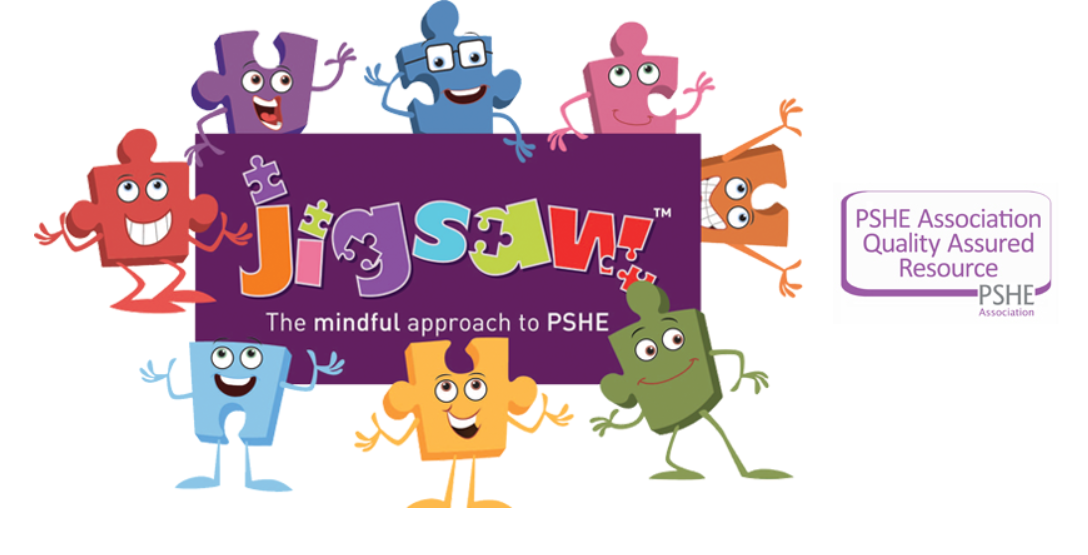 jigsaw™
The mindful approach to PSHE
PSHE Association
Quality Assured
Resource
PSHE
Association